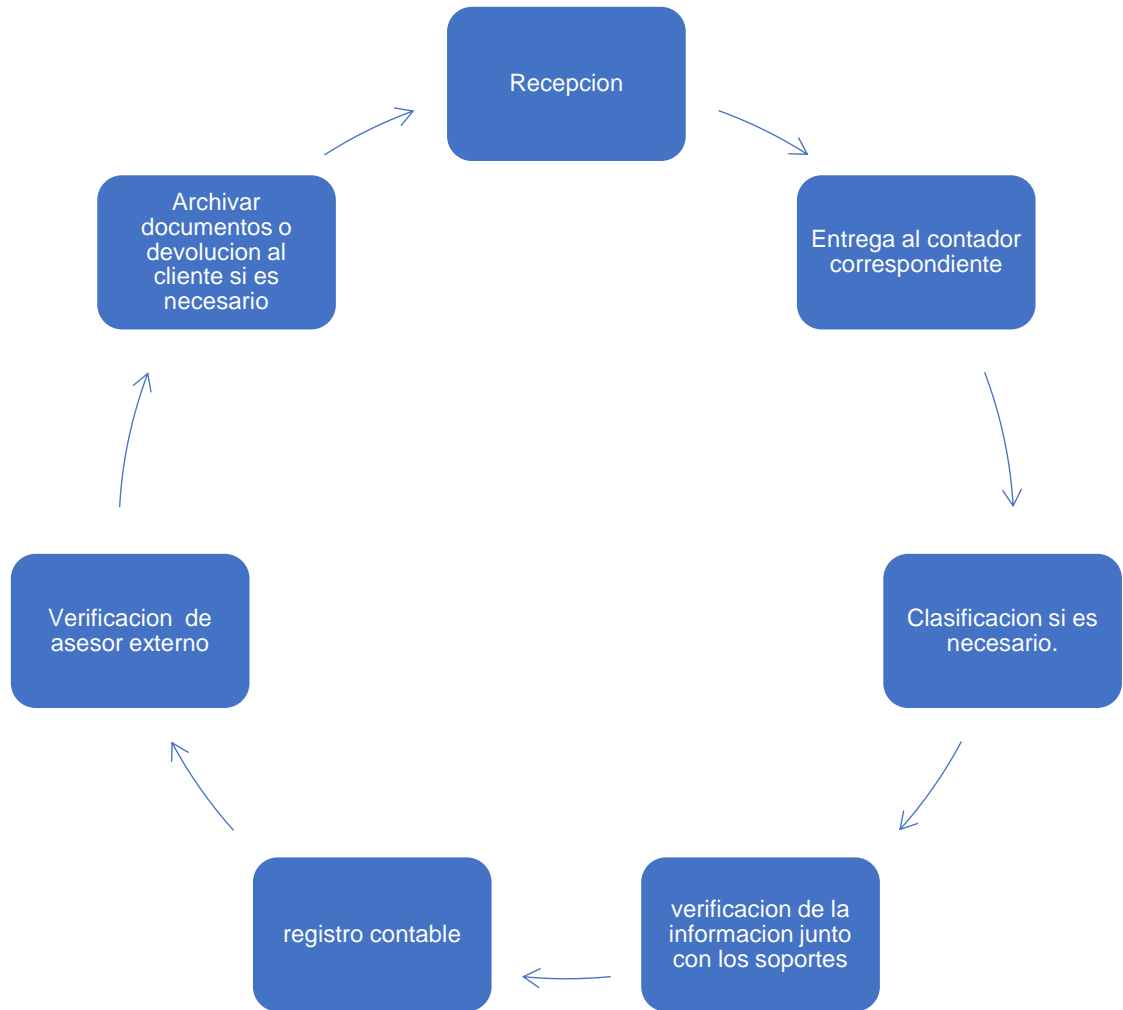 Recepcion
Entrega al contador
correspondiente
Clasificacion si es
necesario.
verificacion de la
informacion junto
con los soportes
registro contable
Verificacion  de
asesor externo
Archivar
documentos o
devolucion al
cliente si es
necesario